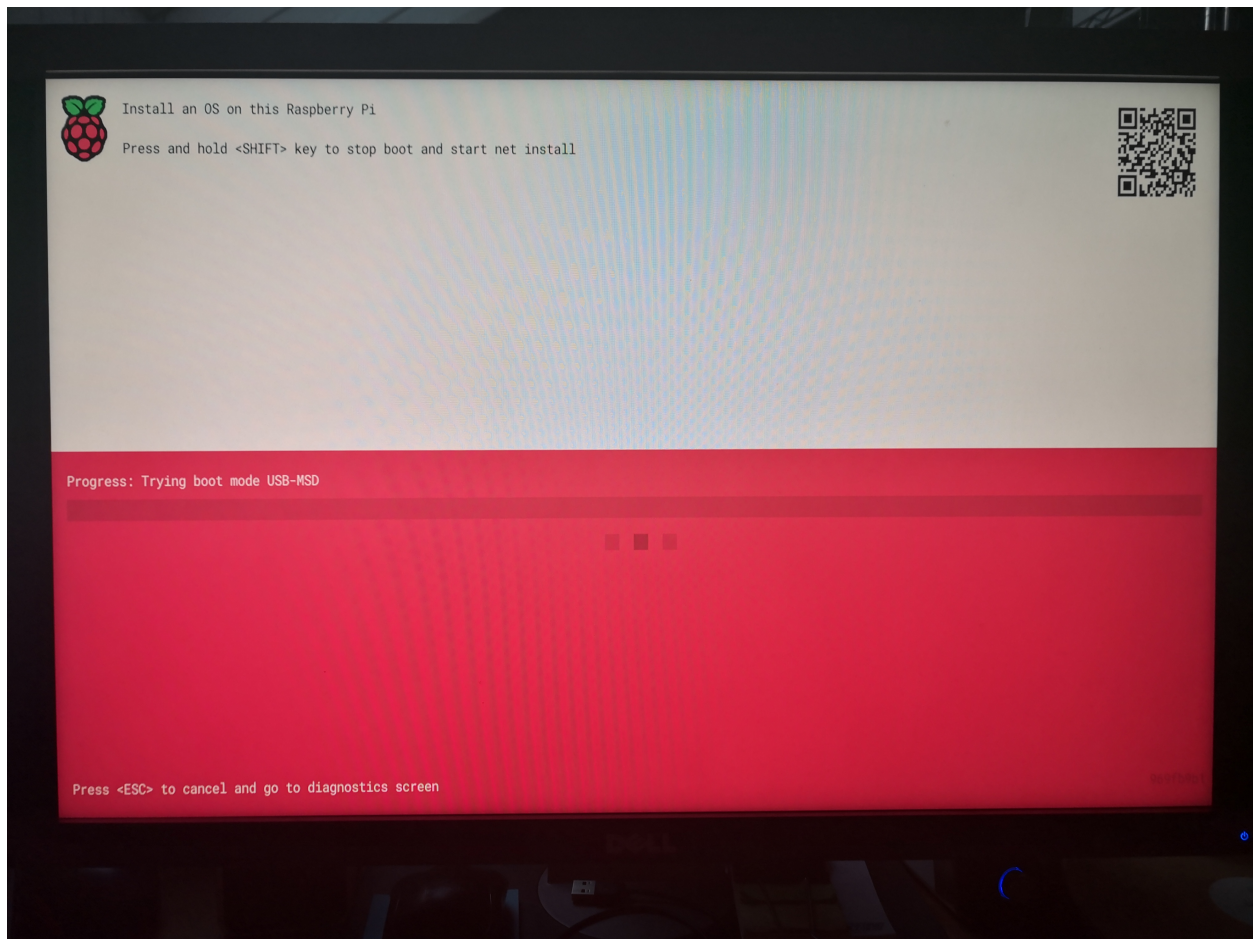 Install an OS on this Raspberry Pi
Press and hold <SHIFT> key to stop boot and start net install
Progress: Trying boot mode USB-MSD
Press <ESC> to cancel and go to diagnostics screen
DELL